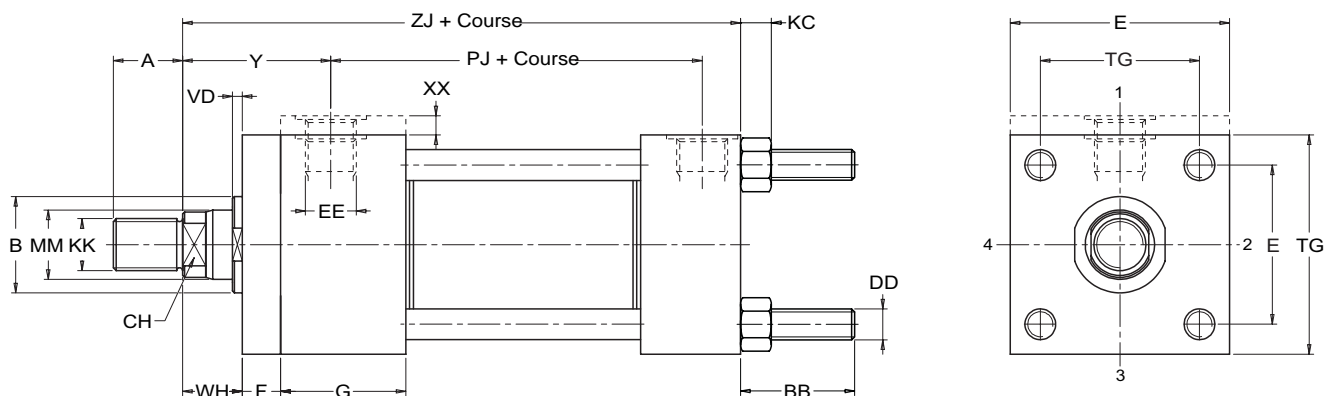 ZJ + Course
KC
E
A
Y
PJ + Course
TG
XX
VD
1
EE
B
MM
KK
4
2
E
TG
DD
CH
WH
F
G
BB
3